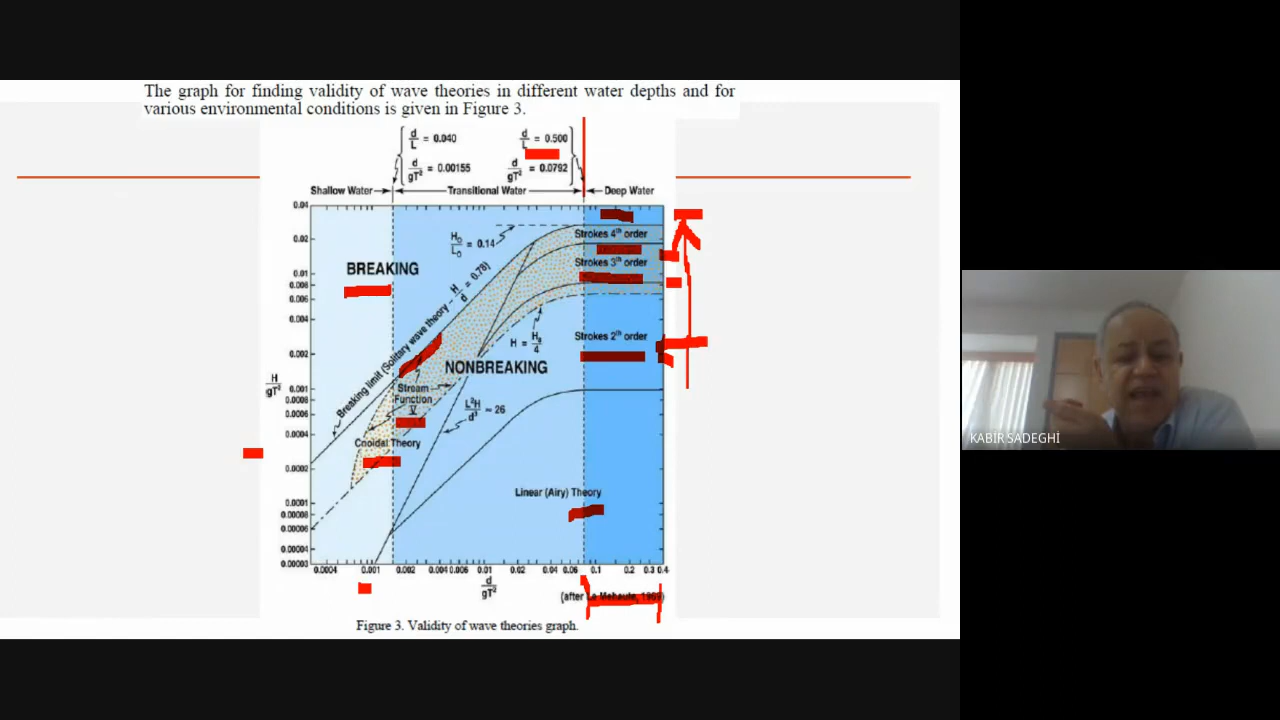 The graph for finding validity of wave theories in different water depths and for
various environmental conditions is given in Figure 3.
d/L = 0.040
d/L = 0.500
d/gT² = 0.00155
d/gT² = 0.0792
Shallow Water
Transitional Water
Deep Water
0.04
0.02
0.01
0.008
0.006
0.004
0.002
0.001
0.0008
0.0006
0.0004
0.0002
0.0001
0.00008
0.00006
0.00004
0.00003
H/gT²
H₀/L₀ = 0.14
Strokes 4th order
BREAKING
Strokes 3th order
Breaking limit (Solitary wave theory - H/d = 0.78)
Strokes 2th order
NONBREAKING
Stream
Function
V
L²H/d³ ~ 26
Cnoidal Theory
Linear (Airy) Theory
0.0004 0.001 0.002 0.004 0.006 0.01 0.02 0.04 0.06 0.1 0.2 0.3 0.4
d/gT²
(after Le Mehaute, 1969)
Figure 3. Validity of wave theories graph.
KABIR SADEGHİ